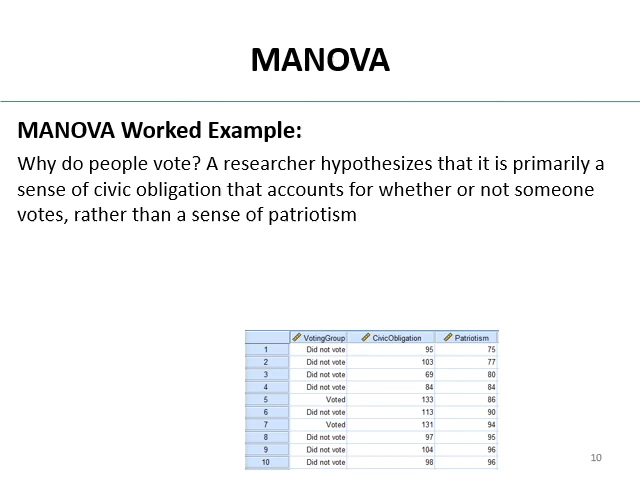 MANOVA
MANOVA Worked Example:
Why do people vote? A researcher hypothesizes that it is primarily a
sense of civic obligation that accounts for whether or not someone
votes, rather than a sense of patriotism
VotingGroup CivicObligation Patriotism
1 Did not vote 95 75
2 Did not vote 103 77
3 Did not vote 69 80
4 Did not vote 84 84
5 Voted 133 86
6 Did not vote 113 90
7 Voted 131 94
8 Did not vote 97 95
9 Did not vote 104 96
10 Did not vote 98 96
10